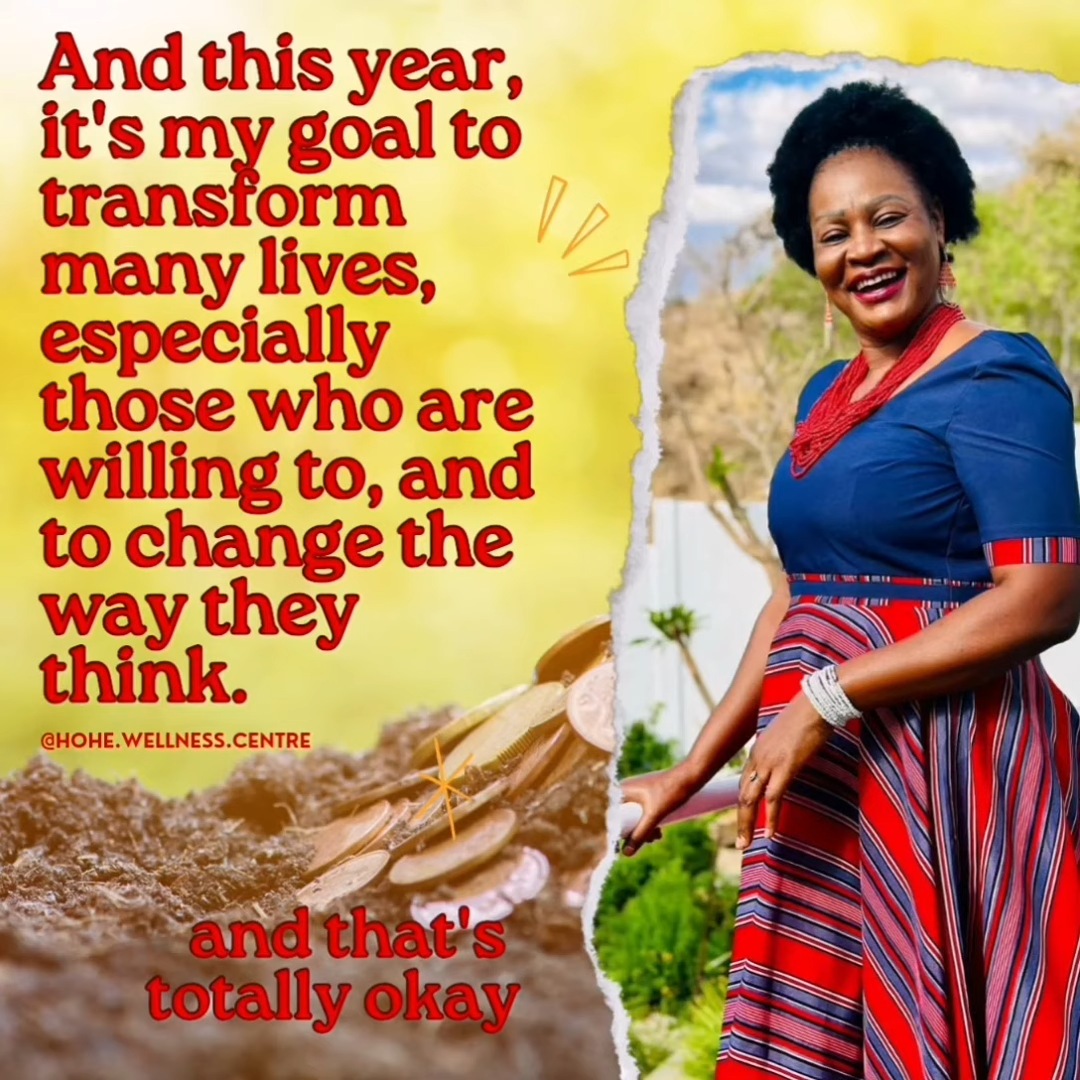 And this year,
it's my goal to
transform
many lives,
especially
those who are
willing to, and
to change the
way they
think.
@HOHE.WELLNESS.CENTRE
and that's
totally okay